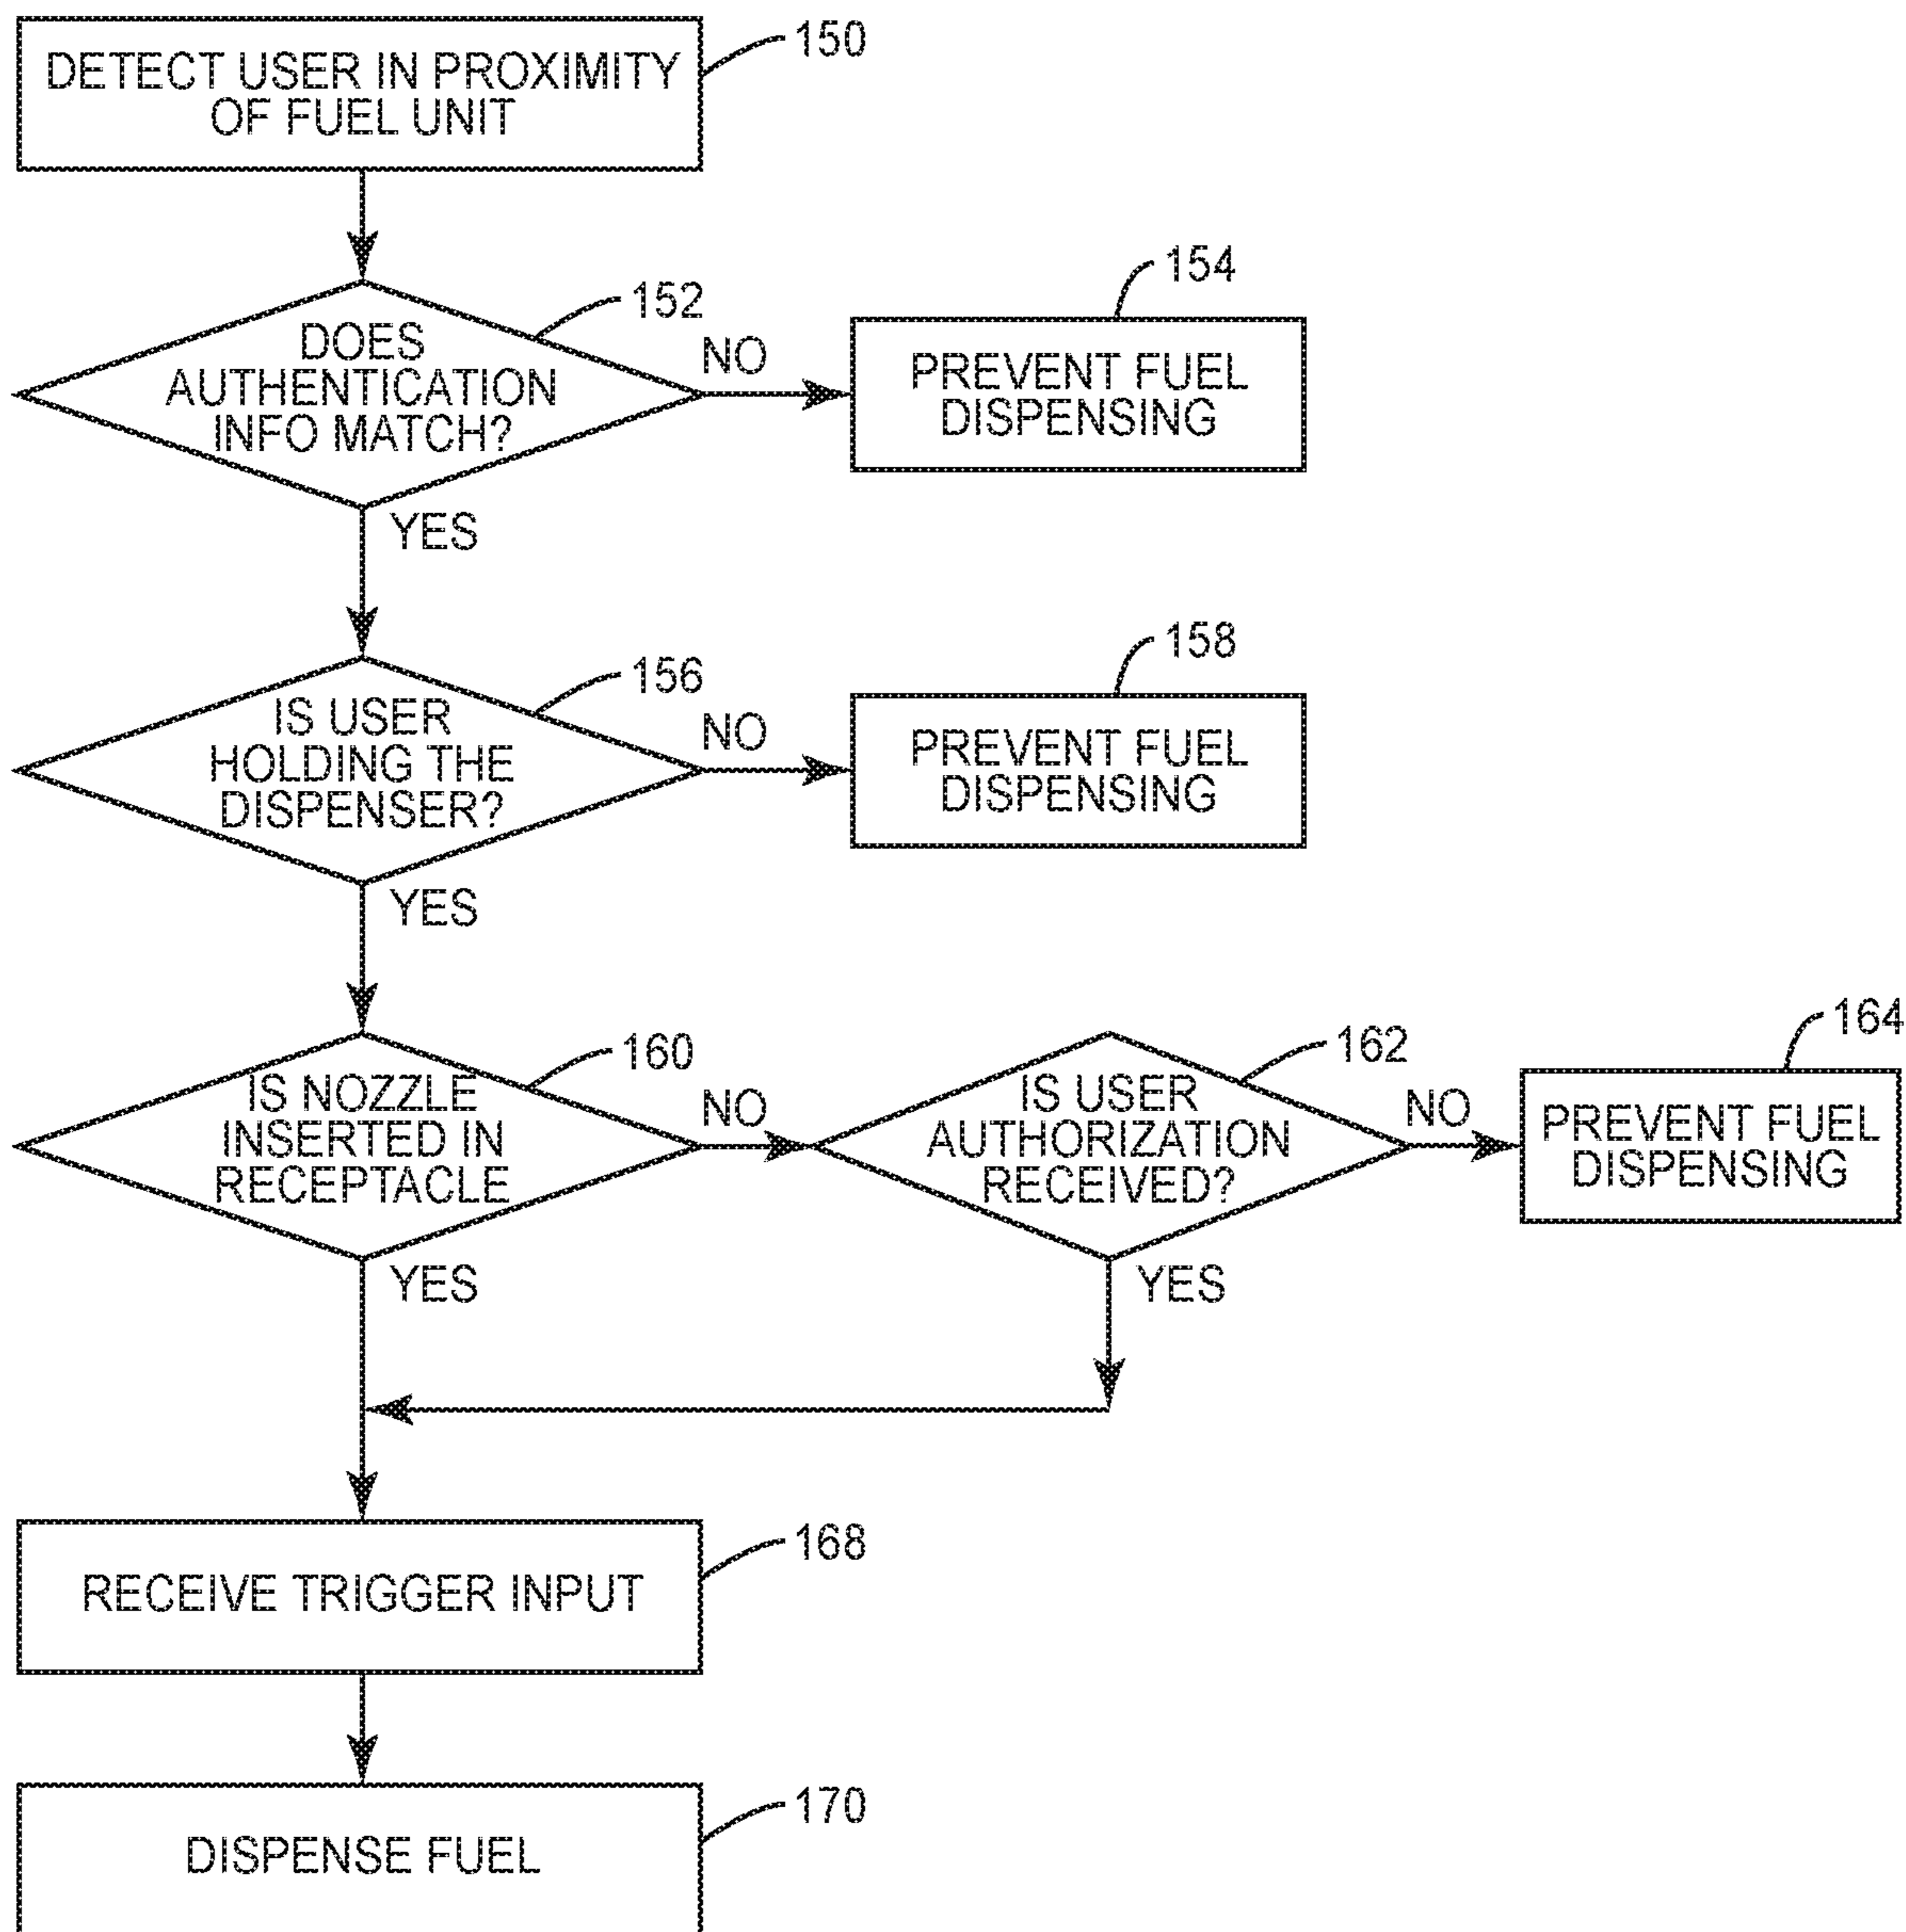 DETECT USER IN PROXIMITY
OF FUEL UNIT
150
DOES
AUTHENTICATION
INFO MATCH?
152
NO
154
PREVENT FUEL
DISPENSING
YES
IS USER
HOLDING THE
DISPENSER?
156
NO
158
PREVENT FUEL
DISPENSING
YES
IS NOZZLE
INSERTED IN
RECEPTACLE
160
NO
IS USER
AUTHORIZATION
RECEIVED?
162
NO
164
PREVENT FUEL
DISPENSING
YES
YES
RECEIVE TRIGGER INPUT
168
DISPENSE FUEL
170